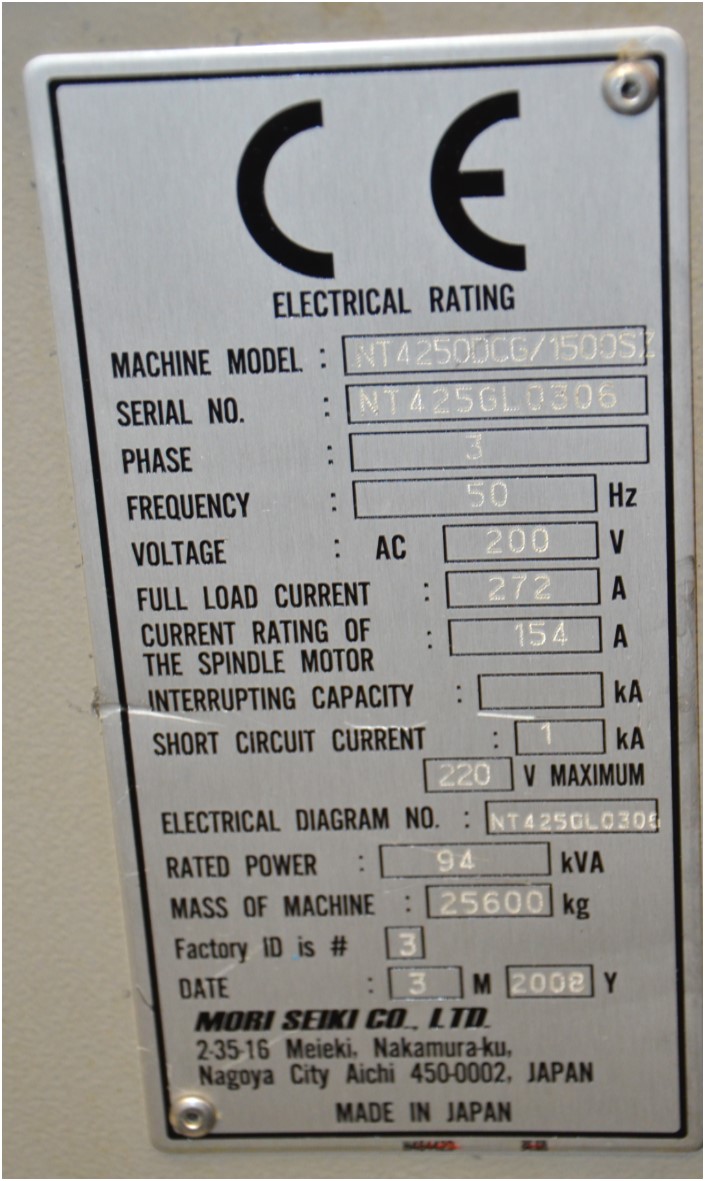 CE
ELECTRICAL RATING
MACHINE MODEL : NT4250DCG/1500SZ
SERIAL NO. : NT425GL0306
PHASE : 3
FREQUENCY : 50 Hz
VOLTAGE : AC 200 V
FULL LOAD CURRENT : 272 A
CURRENT RATING OF
THE SPINDLE MOTOR : 154 A
INTERRUPTING CAPACITY : kA
SHORT CIRCUIT CURRENT : 1 kA
220 V MAXIMUM
ELECTRICAL DIAGRAM NO. : NT425GL0306
RATED POWER : 94 kVA
MASS OF MACHINE : 25600 kg
Factory ID is # 3
DATE : 3 M 2008 Y
MORI SEIKI CO., LTD.
2-35-16 Meieki, Nakamura-ku,
Nagoya City Aichi 450-0002, JAPAN
MADE IN JAPAN